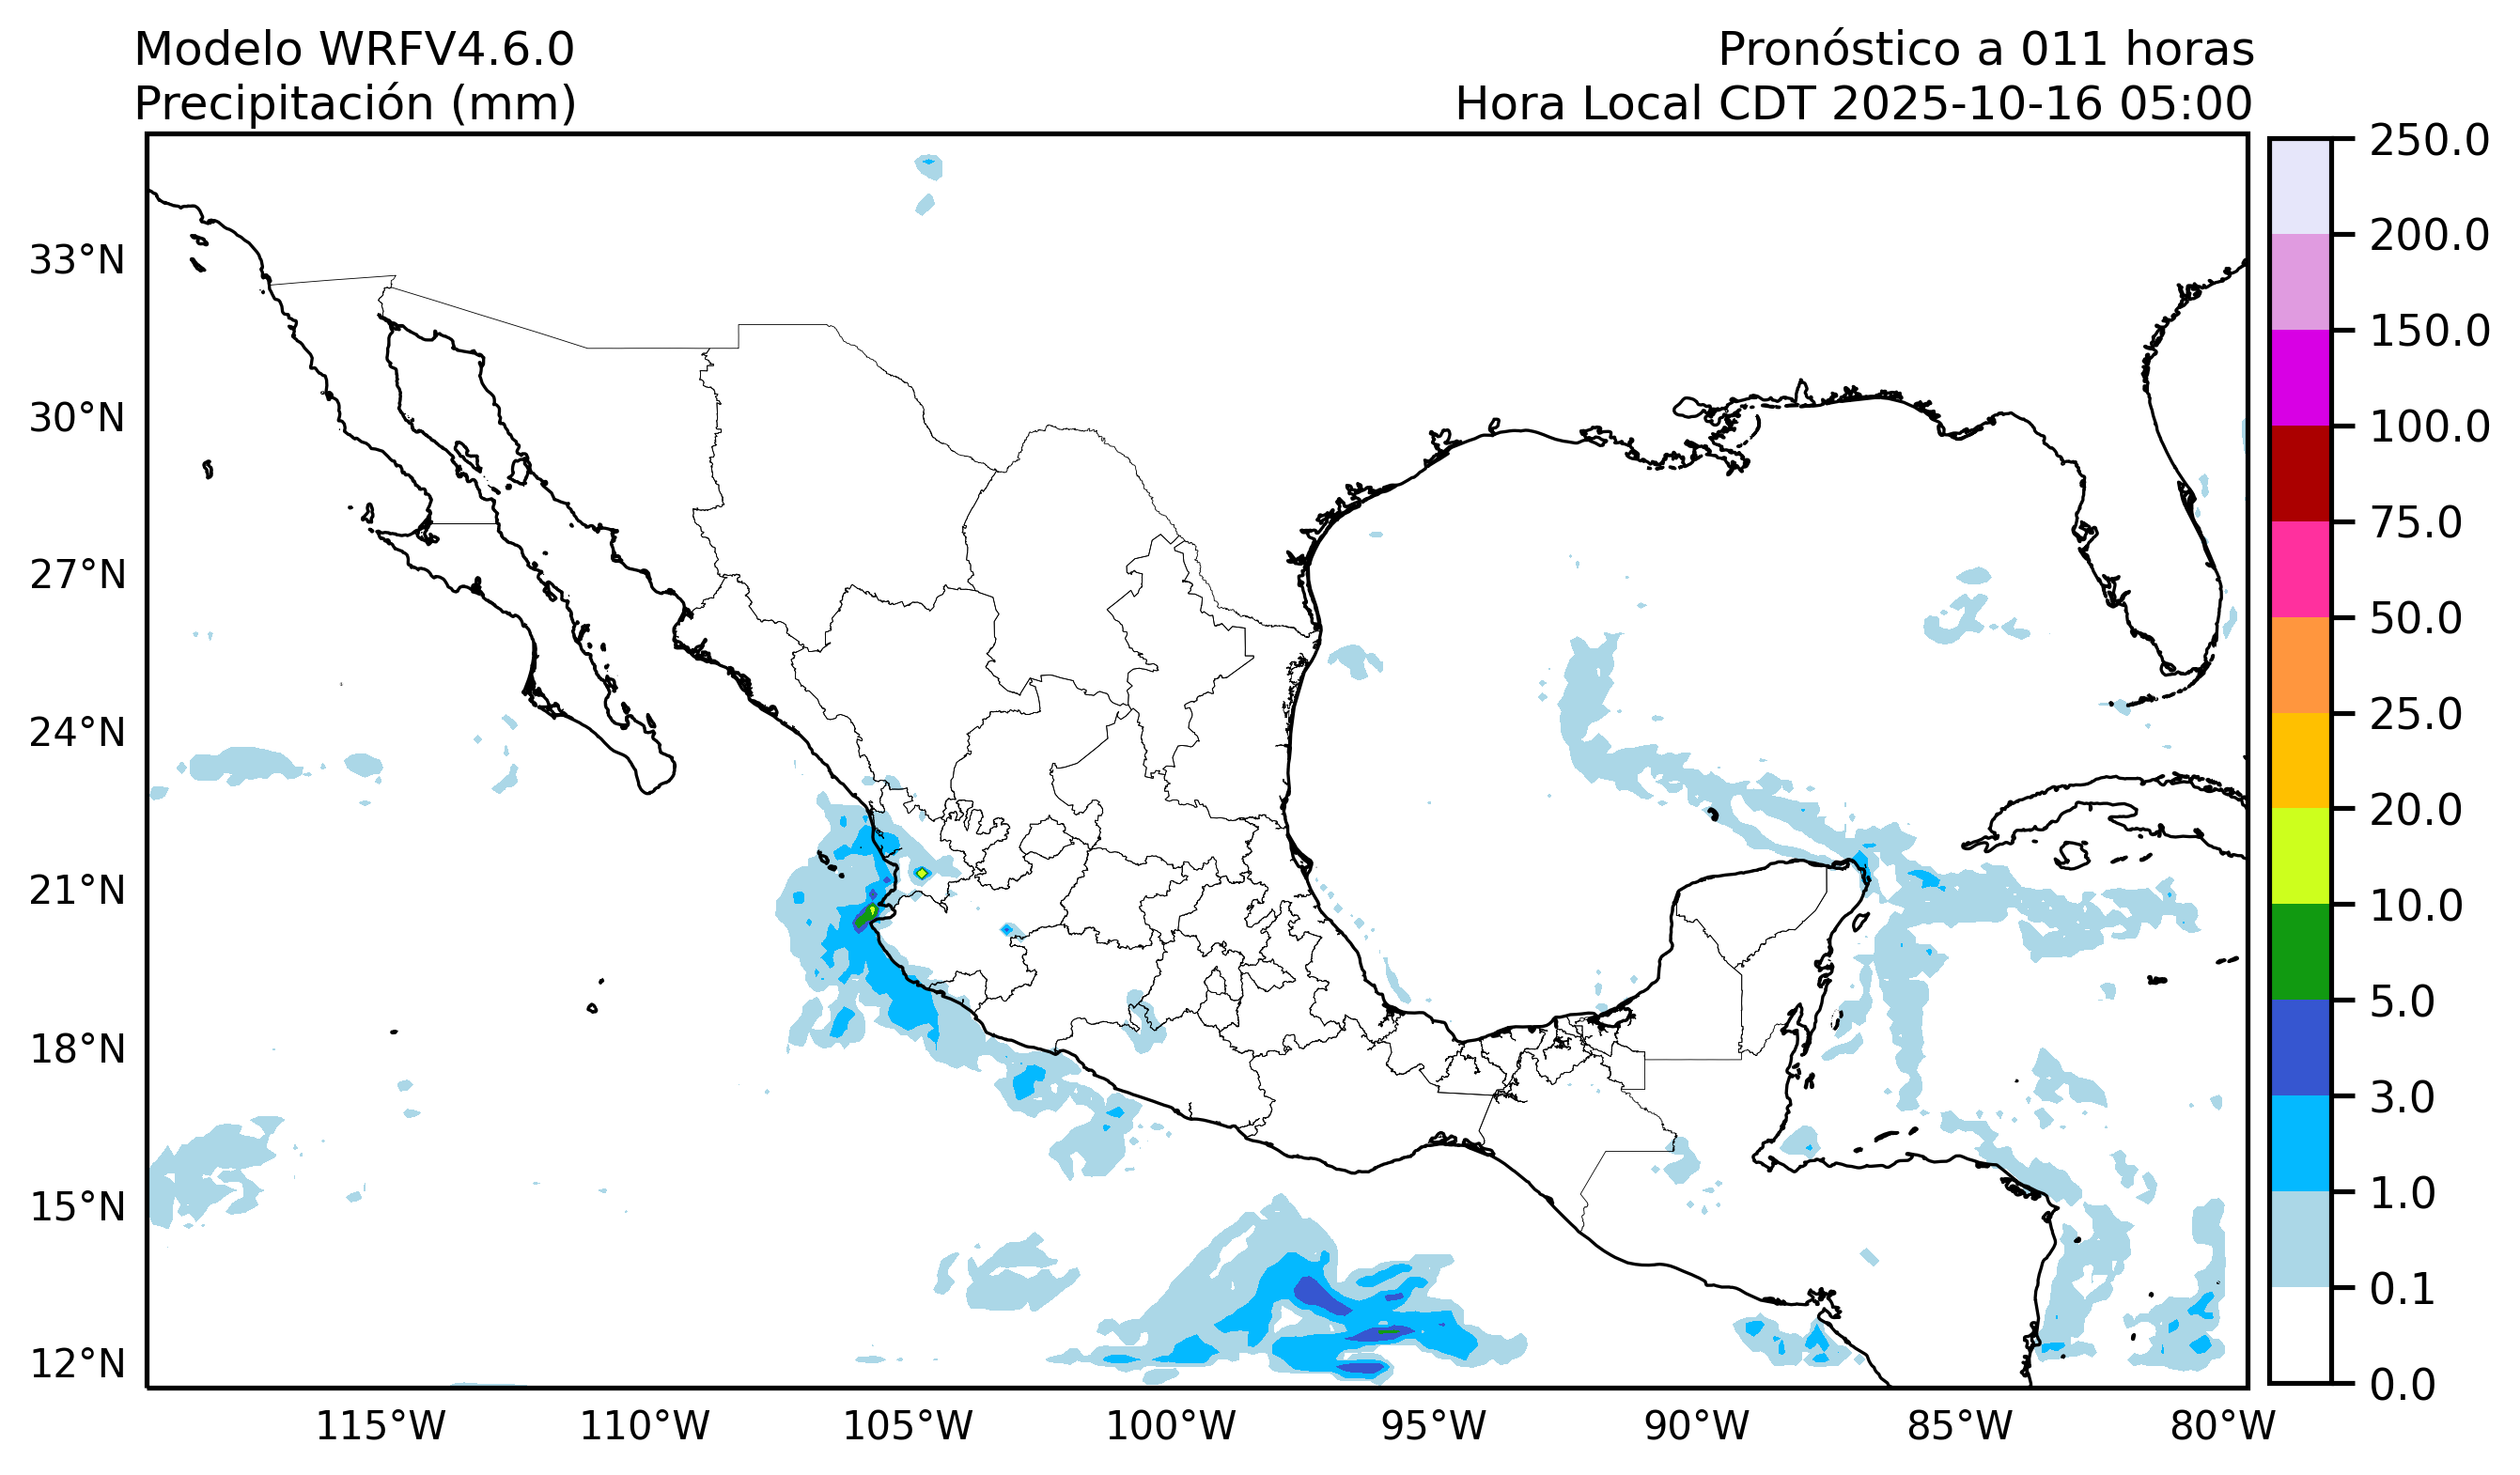 Modelo WRFV4.6.0
Precipitación (mm)
Pronóstico a 011 horas
Hora Local CDT 2025-10-16 05:00
33°N
30°N
27°N
24°N
21°N
18°N
15°N
12°N
115°W
110°W
105°W
100°W
95°W
90°W
85°W
80°W
250.0
200.0
150.0
100.0
75.0
50.0
25.0
20.0
10.0
5.0
3.0
1.0
0.1
0.0